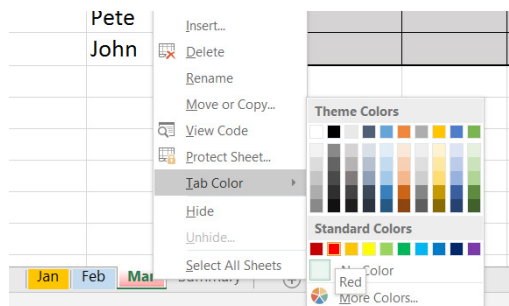 Pete
John
Insert...
Delete
Rename
Move or Copy...
View Code
Protect Sheet...
Tab Color
Hide
Unhide...
Select All Sheets
Theme Colors
Standard Colors
Color
Red
More Colors...
Jan
Feb
Mar
Summary